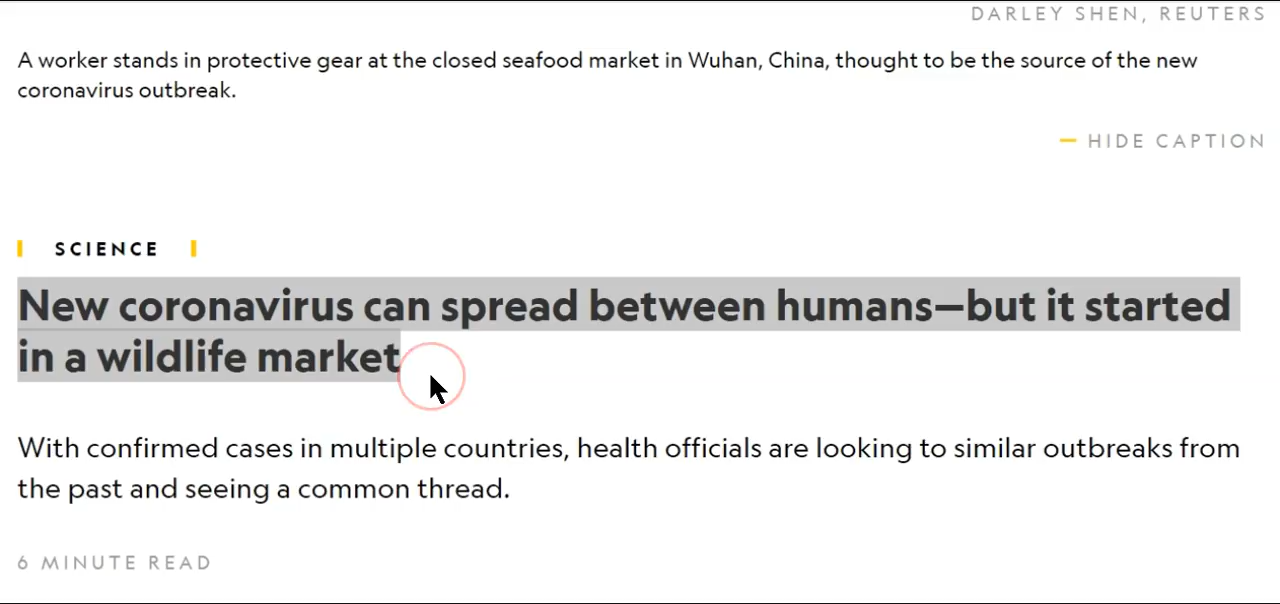 DARLEY SHEN, REUTERS
A worker stands in protective gear at the closed seafood market in Wuhan, China, thought to be the source of the new
coronavirus outbreak.
HIDE CAPTION
SCIENCE
New coronavirus can spread between humans—but it started
in a wildlife market
With confirmed cases in multiple countries, health officials are looking to similar outbreaks from
the past and seeing a common thread.
6 MINUTE READ